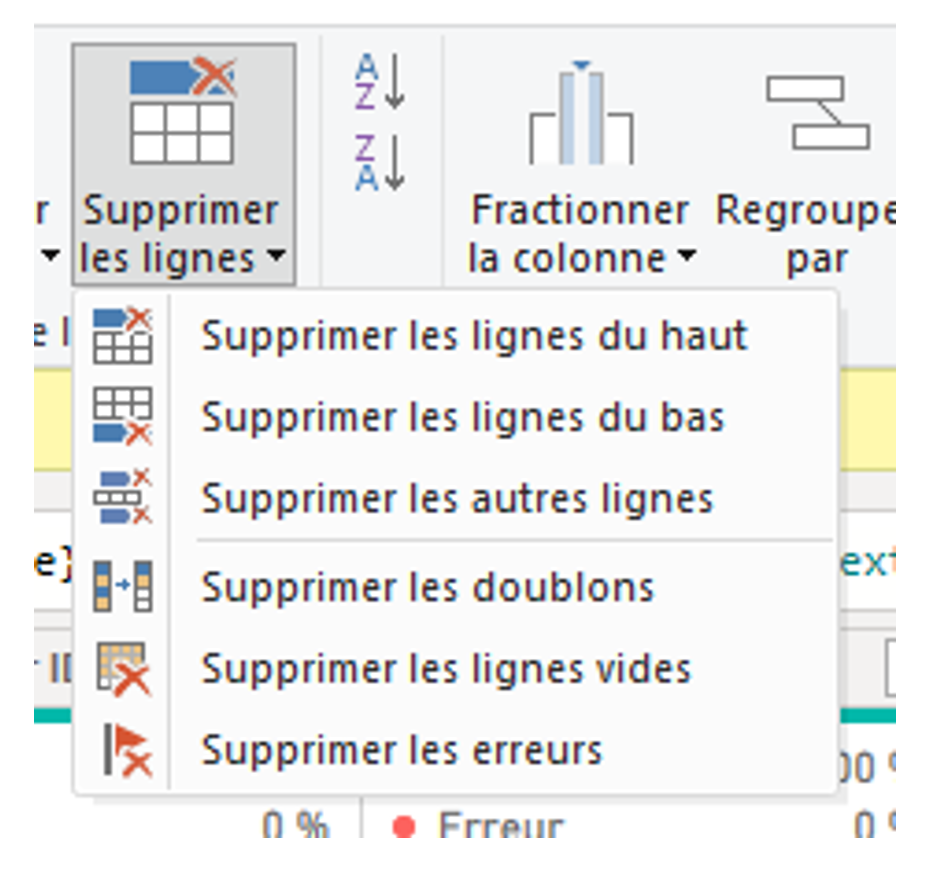 A
Z
Z
A
r Supprimer
les lignes
Fractionner
la colonne
Regroupe
par
Supprimer les lignes du haut
Supprimer les lignes du bas
Supprimer les autres lignes
e}
ext
Supprimer les doublons
Supprimer les lignes vides
Supprimer les erreurs
00 %
0 %
Erreur
0 %